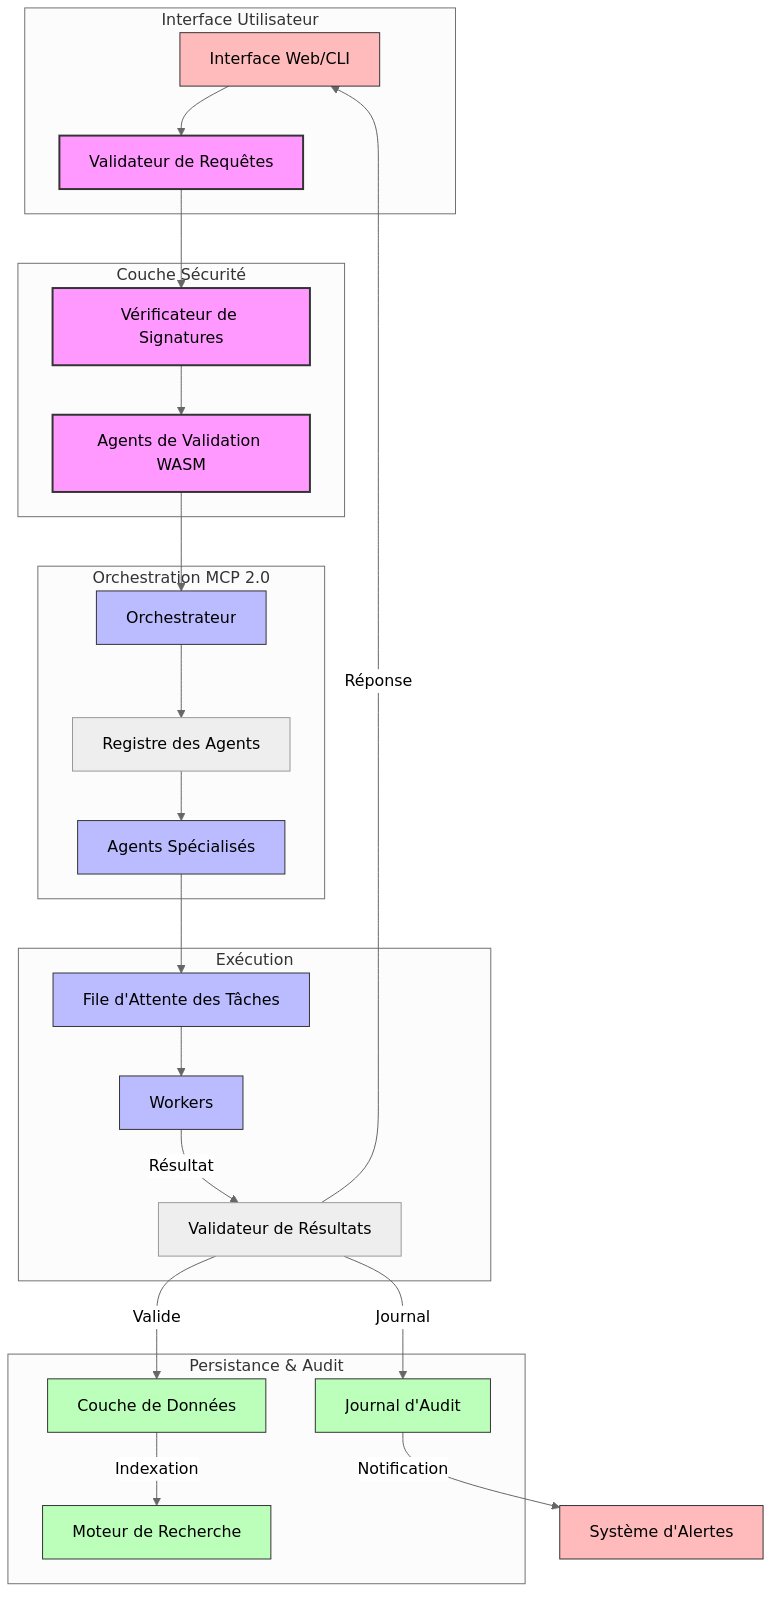 Interface Utilisateur
Interface Web/CLI
Validateur de Requêtes
Couche Sécurité
Vérificateur de
Signatures
Agents de Validation
WASM
Orchestration MCP 2.0
Orchestrateur
Réponse
Registre des Agents
Agents Spécialisés
Exécution
File d'Attente des Tâches
Workers
Résultat
Validateur de Résultats
Valide
Journal
Persistance & Audit
Couche de Données
Journal d'Audit
Indexation
Notification
Moteur de Recherche
Système d'Alertes